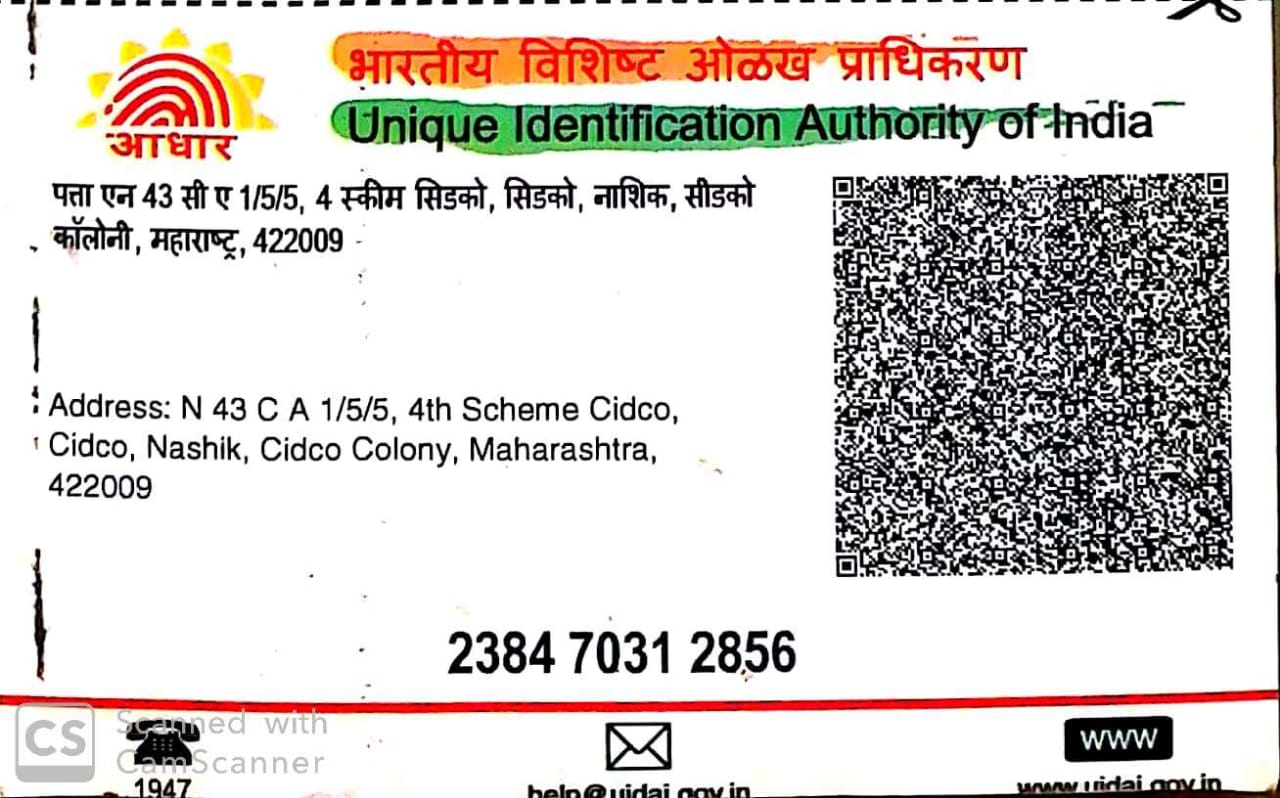 आधार
भारतीय विशिष्ट ओळख प्राधिकरण
Unique Identification Authority of India
पत्ता एन 43 सी ए 1/5/5, 4 स्कीम सिडको, सिडको, नाशिक, सीडको
कॉलोनी, महाराष्ट्र, 422009
Address: N 43 C A 1/5/5, 4th Scheme Cidco,
Cidco, Nashik, Cidco Colony, Maharashtra,
422009
2384 7031 2856
CS Scanned with
CamScanner
www
1947
help@uidai.gov.in
www.uidai.gov.in